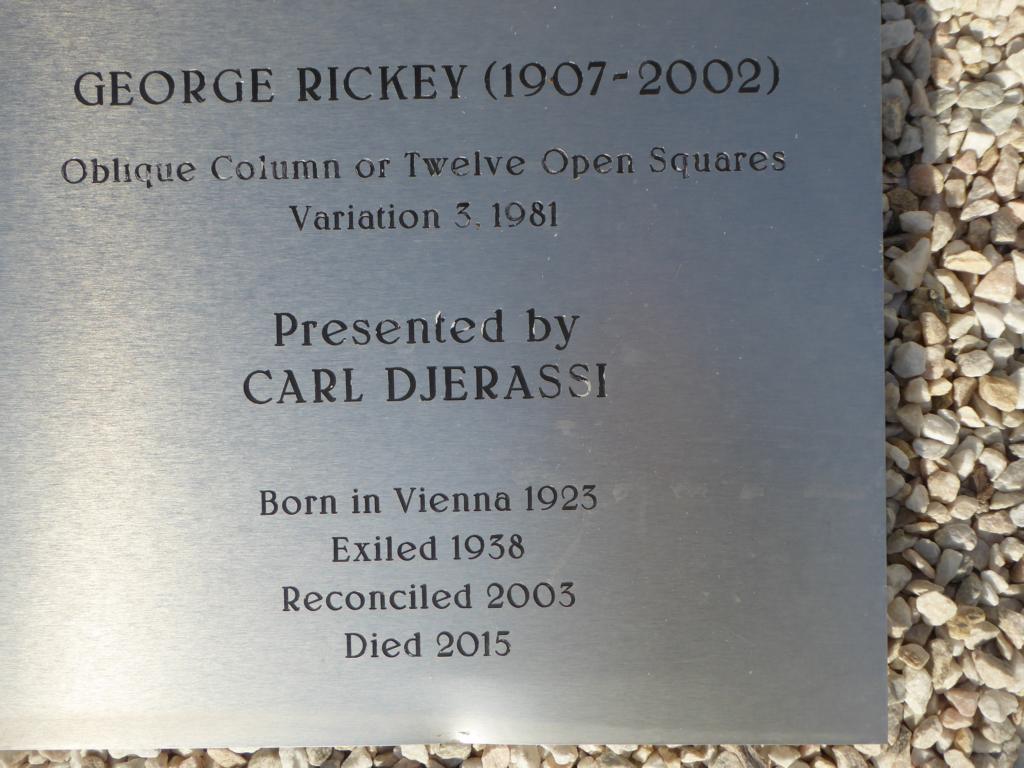 GEORGE RICKEY (1907-2002)
Oblique Column or Twelve Open Squares
Variation 3, 1981
Presented by
CARL DJERASSI
Born in Vienna 1923
Exiled 1938
Reconciled 2003
Died 2015